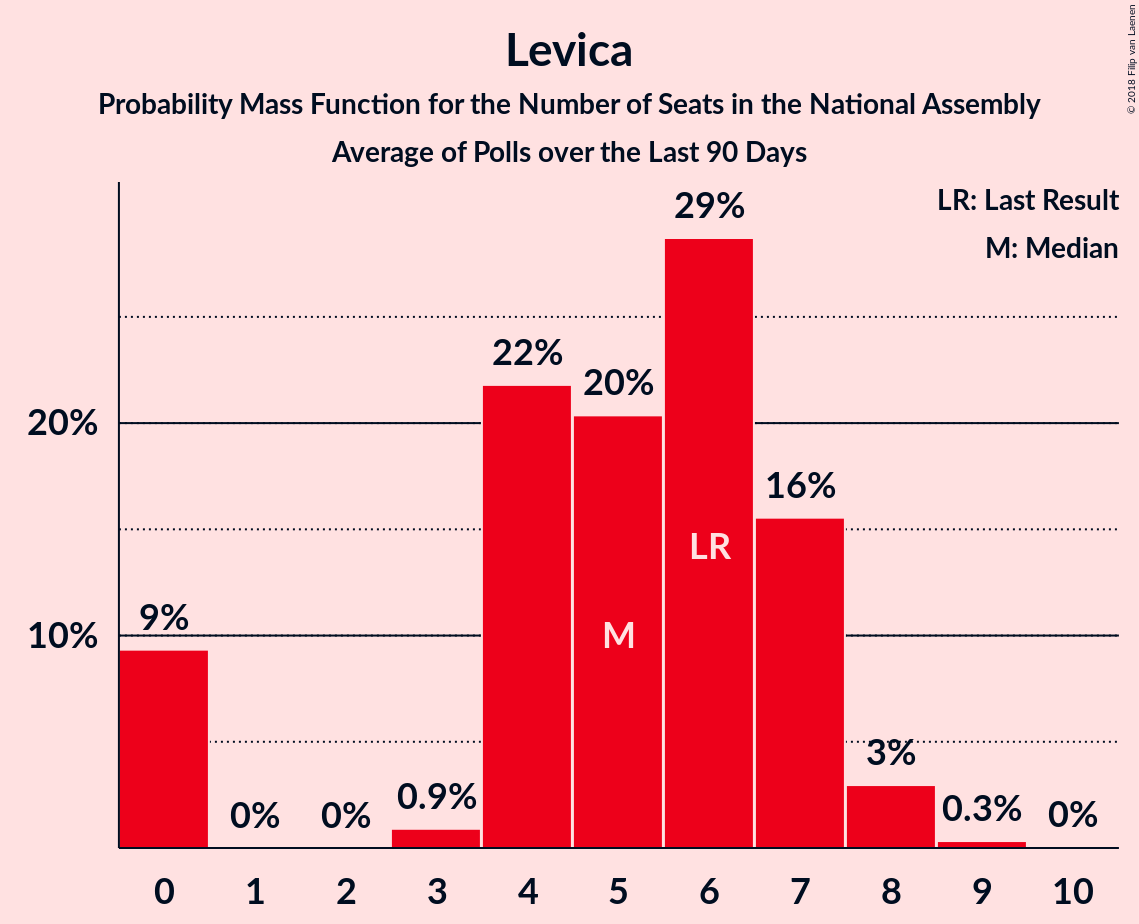 Levica
Probability Mass Function for the Number of Seats in the National Assembly
Average of Polls over the Last 90 Days
© 2018 Filip van Laenen
LR: Last Result
M: Median
29%
22%
20%
20%
16%
LR
M
9%
10%
3%
0.9%
0.3%
0%
0%
0%
0 1 2 3 4 5 6 7 8 9 10